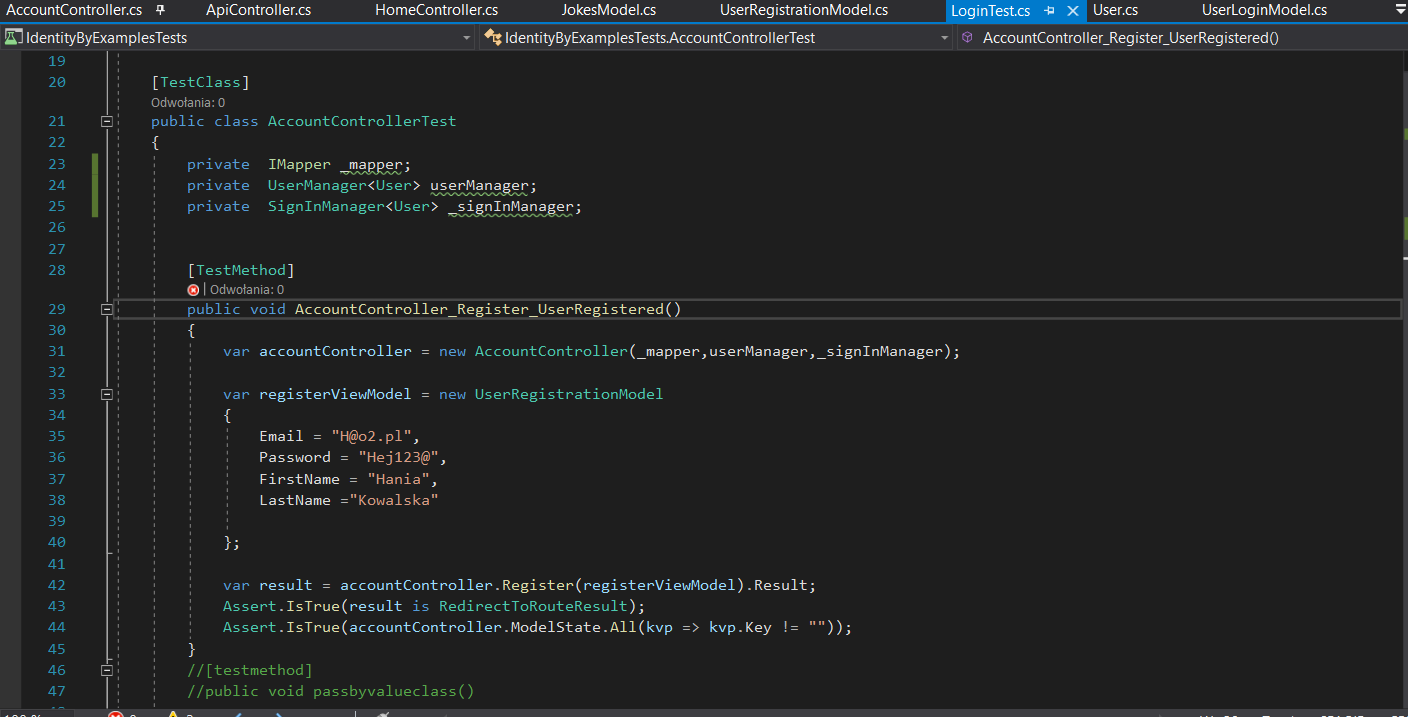 AccountController.cs ApiController.cs HomeController.cs JokesModel.cs UserRegistrationModel.cs LoginTest.cs User.cs UserLoginModel.cs
IdentityByExamplesTests IdentityByExamplesTests.AccountControllerTest AccountController_Register_UserRegistered()
19
20 [TestClass]
Odwołania: 0
21 public class AccountControllerTest
22 {
23 private IMapper _mapper;
24 private UserManager<User> userManager;
25 private SignInManager<User> _signInManager;
26
27
28 [TestMethod]
| Odwołania: 0
29 public void AccountController_Register_UserRegistered()
30 {
31 var accountController = new AccountController(_mapper,userManager,_signInManager);
32
33 var registerViewModel = new UserRegistrationModel
34 {
35 Email = "H@o2.pl",
36 Password = "Hej123@",
37 FirstName = "Hania",
38 LastName ="Kowalska"
39
40 };
41
42 var result = accountController.Register(registerViewModel).Result;
43 Assert.IsTrue(result is RedirectToRouteResult);
44 Assert.IsTrue(accountController.ModelState.All(kvp => kvp.Key != ""));
45 }
46 //[testmethod]
47 //public void passbyvalueclass()